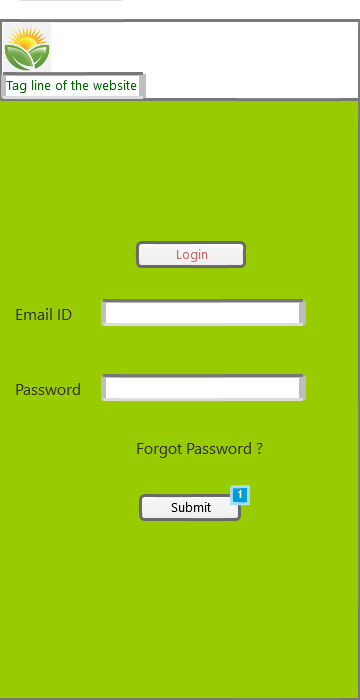 Tag line of the website
Login
Email ID
Password
Forgot Password ?
1
Submit